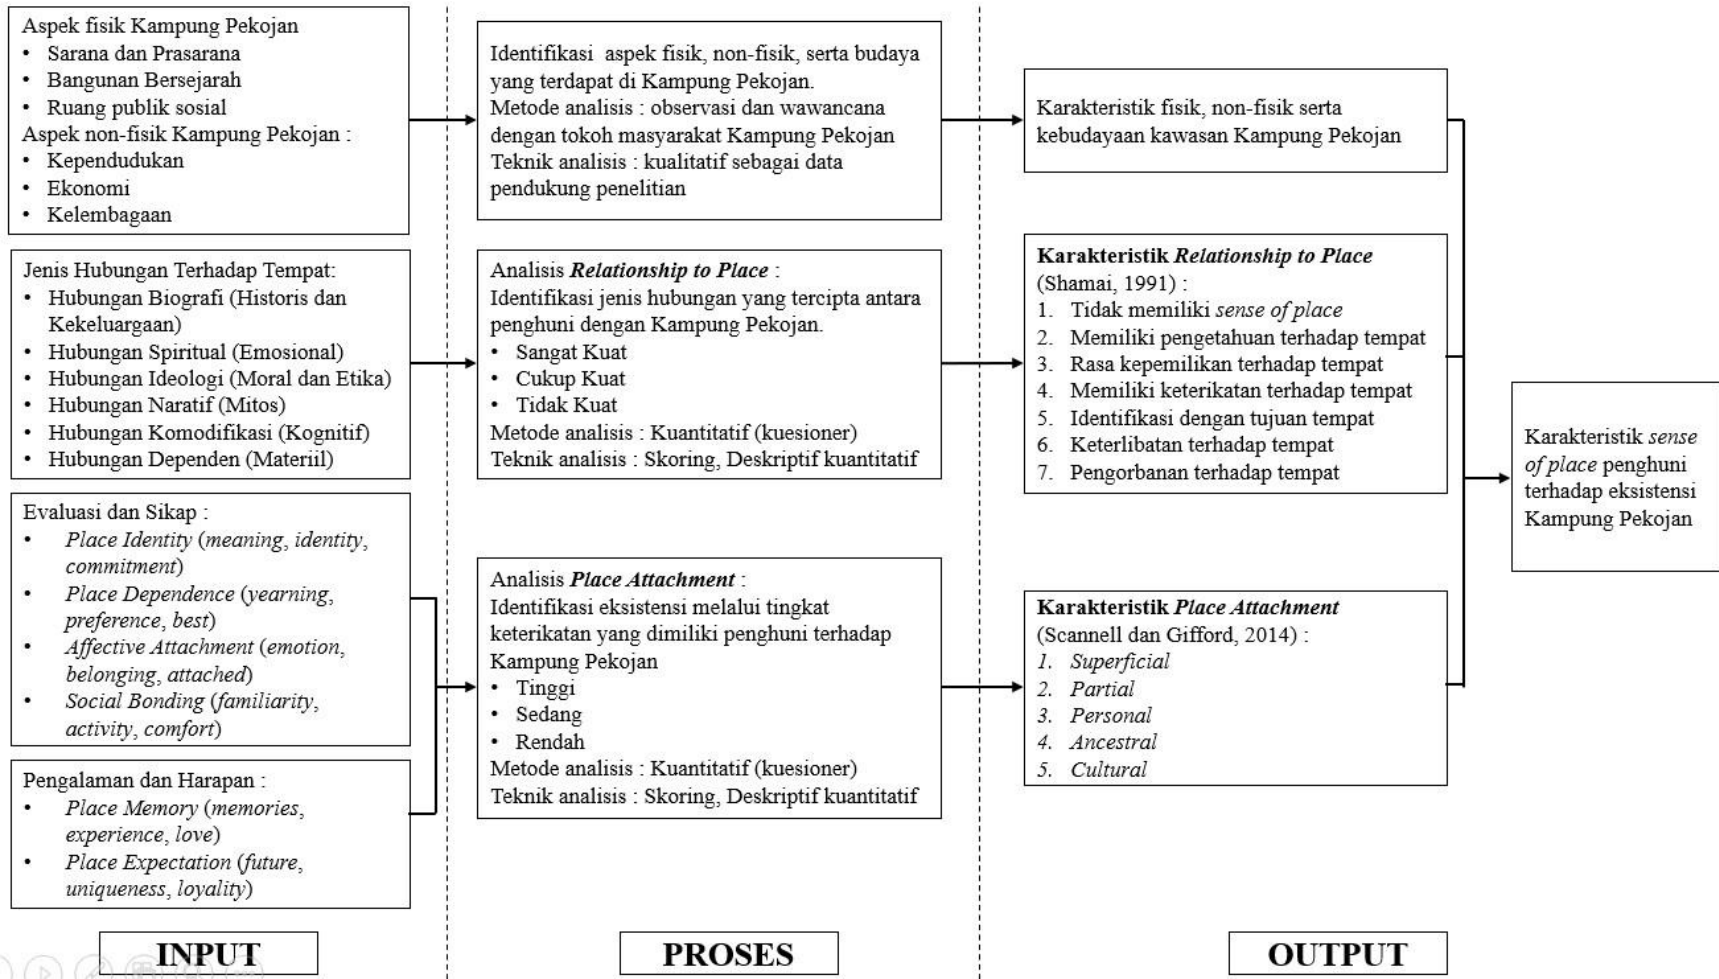 Aspek fisik Kampung Pekojan
• Sarana dan Prasarana
• Bangunan Bersejarah
• Ruang publik sosial
Aspek non-fisik Kampung Pekojan :
• Kependudukan
• Ekonomi
• Kelembagaan
Jenis Hubungan Terhadap Tempat:
• Hubungan Biografi (Historis dan
Kekeluargaan)
• Hubungan Spiritual (Emosional)
• Hubungan Ideologi (Moral dan Etika)
• Hubungan Naratif (Mitos)
• Hubungan Komodifikasi (Kognitif)
• Hubungan Dependen (Materiil)
Evaluasi dan Sikap :
• Place Identity (meaning, identity,
commitment)
• Place Dependence (yearning,
preference, best)
• Affective Attachment (emotion,
belonging, attached)
• Social Bonding (familiarity,
activity, comfort)
Pengalaman dan Harapan :
• Place Memory (memories,
experience, love)
• Place Expectation (future,
uniqueness, loyality)
INPUT
Identifikasi aspek fisik, non-fisik, serta budaya
yang terdapat di Kampung Pekojan.
Metode analisis : observasi dan wawancana
dengan tokoh masyarakat Kampung Pekojan
Teknik analisis : kualitatif sebagai data
pendukung penelitian
Analisis Relationship to Place :
Identifikasi jenis hubungan yang tercipta antara
penghuni dengan Kampung Pekojan.
• Sangat Kuat
• Cukup Kuat
• Tidak Kuat
Metode analisis : Kuantitatif (kuesioner)
Teknik analisis : Skoring, Deskriptif kuantitatif
Analisis Place Attachment :
Identifikasi eksistensi melalui tingkat
keterikatan yang dimiliki penghuni terhadap
Kampung Pekojan
• Tinggi
• Sedang
• Rendah
Metode analisis : Kuantitatif (kuesioner)
Teknik analisis : Skoring, Deskriptif kuantitatif
PROSES
Karakteristik fisik, non-fisik serta
kebudayaan kawasan Kampung Pekojan
Karakteristik Relationship to Place
(Shamai, 1991) :
1. Tidak memiliki sense of place
2. Memiliki pengetahuan terhadap tempat
3. Rasa kepemilikan terhadap tempat
4. Memiliki keterikatan terhadap tempat
5. Identifikasi dengan tujuan tempat
6. Keterlibatan terhadap tempat
7. Pengorbanan terhadap tempat
Karakteristik Place Attachment
(Scannell dan Gifford, 2014) :
1. Superficial
2. Partial
3. Personal
4. Ancestral
5. Cultural
Karakteristik sense
of place penghuni
terhadap eksistensi
Kampung Pekojan
OUTPUT